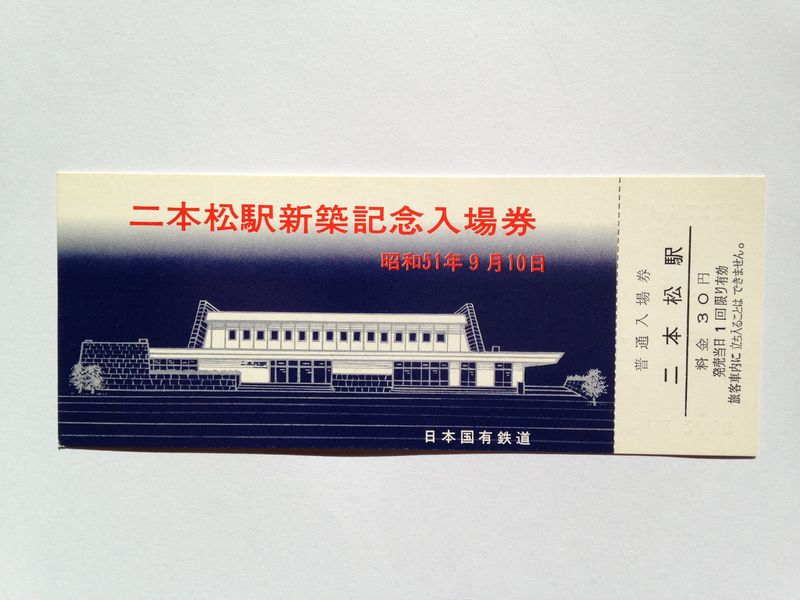 二本松駅新築記念入場券
昭和51年9月10日
二本松駅
日本国有鉄道
普通入場券
二本松駅
料金30円
発売当日1回限り有効
旅客車内に立ち入ることはできません。